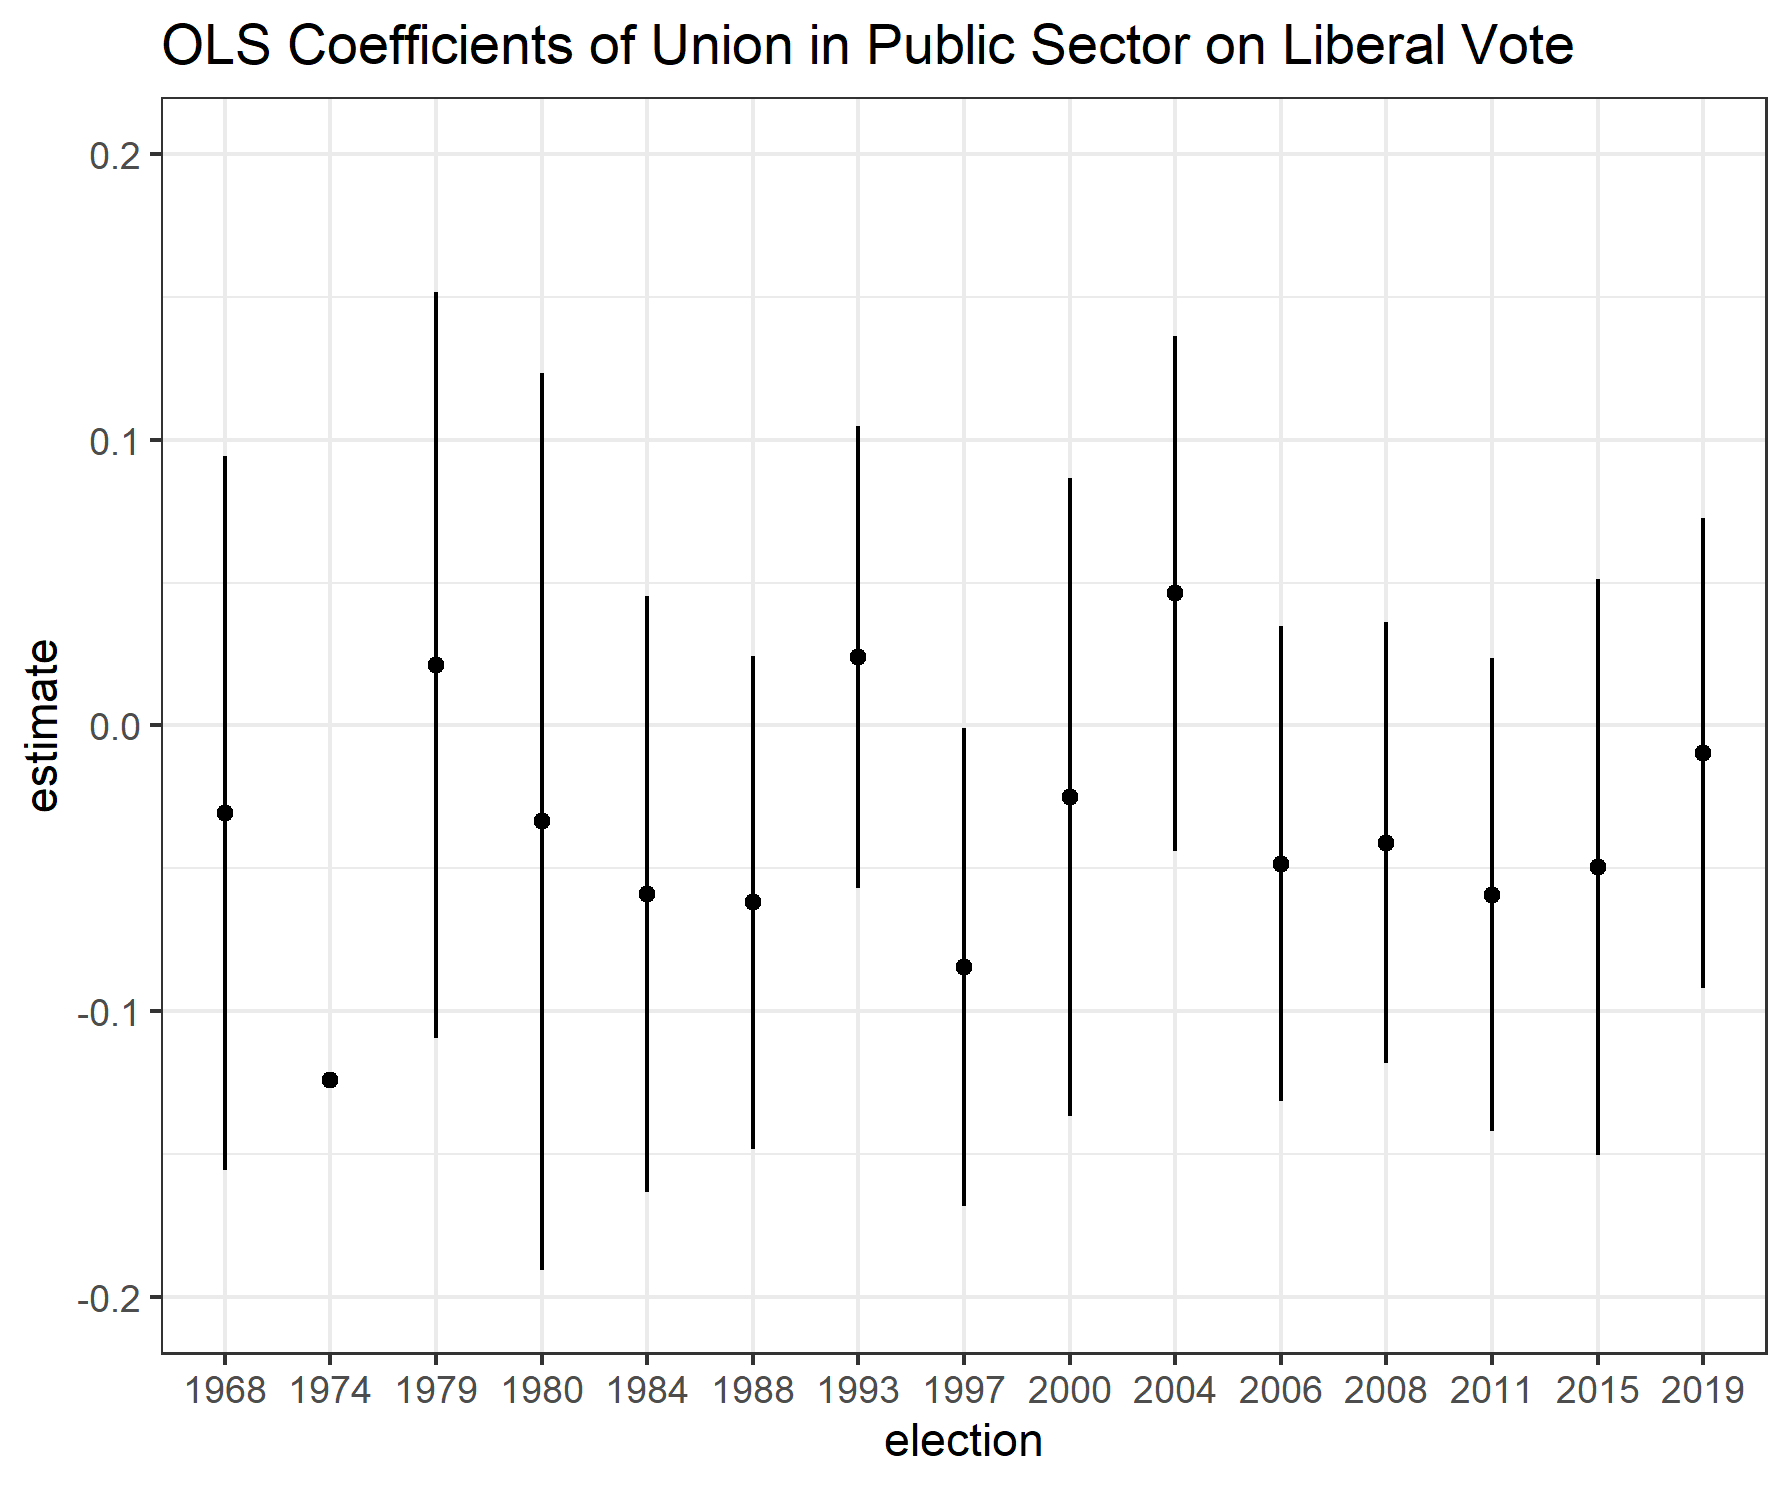 OLS Coefficients of Union in Public Sector on Liberal Vote
0.2
0.1
0.0
-0.1
-0.2
estimate
1968 1974 1979 1980 1984 1988 1993 1997 2000 2004 2006 2008 2011 2015 2019
election